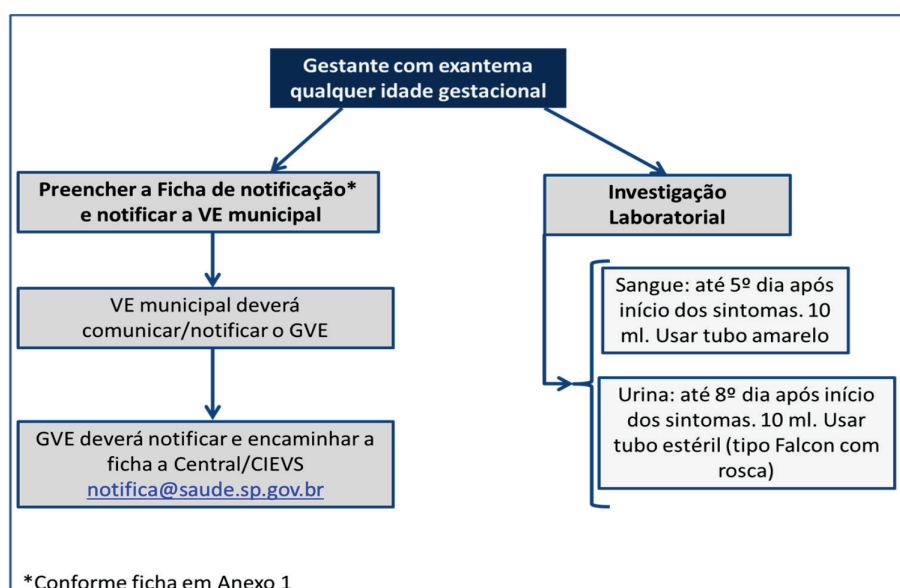 Gestante com exantema
qualquer idade gestacional
Preencher a Ficha de notificação*
e notificar a VE municipal
VE municipal deverá
comunicar/notificar o GVE
GVE deverá notificar e encaminhar a
ficha a Central/CIEVS
notifica@saude.sp.gov.br
Investigação
Laboratorial
Sangue: até 5º dia após
início dos sintomas. 10
ml. Usar tubo amarelo
Urina: até 8º dia após início
dos sintomas. 10 ml. Usar
tubo estéril (tipo Falcon com
rosca)
*Conforme ficha em Anexo 1